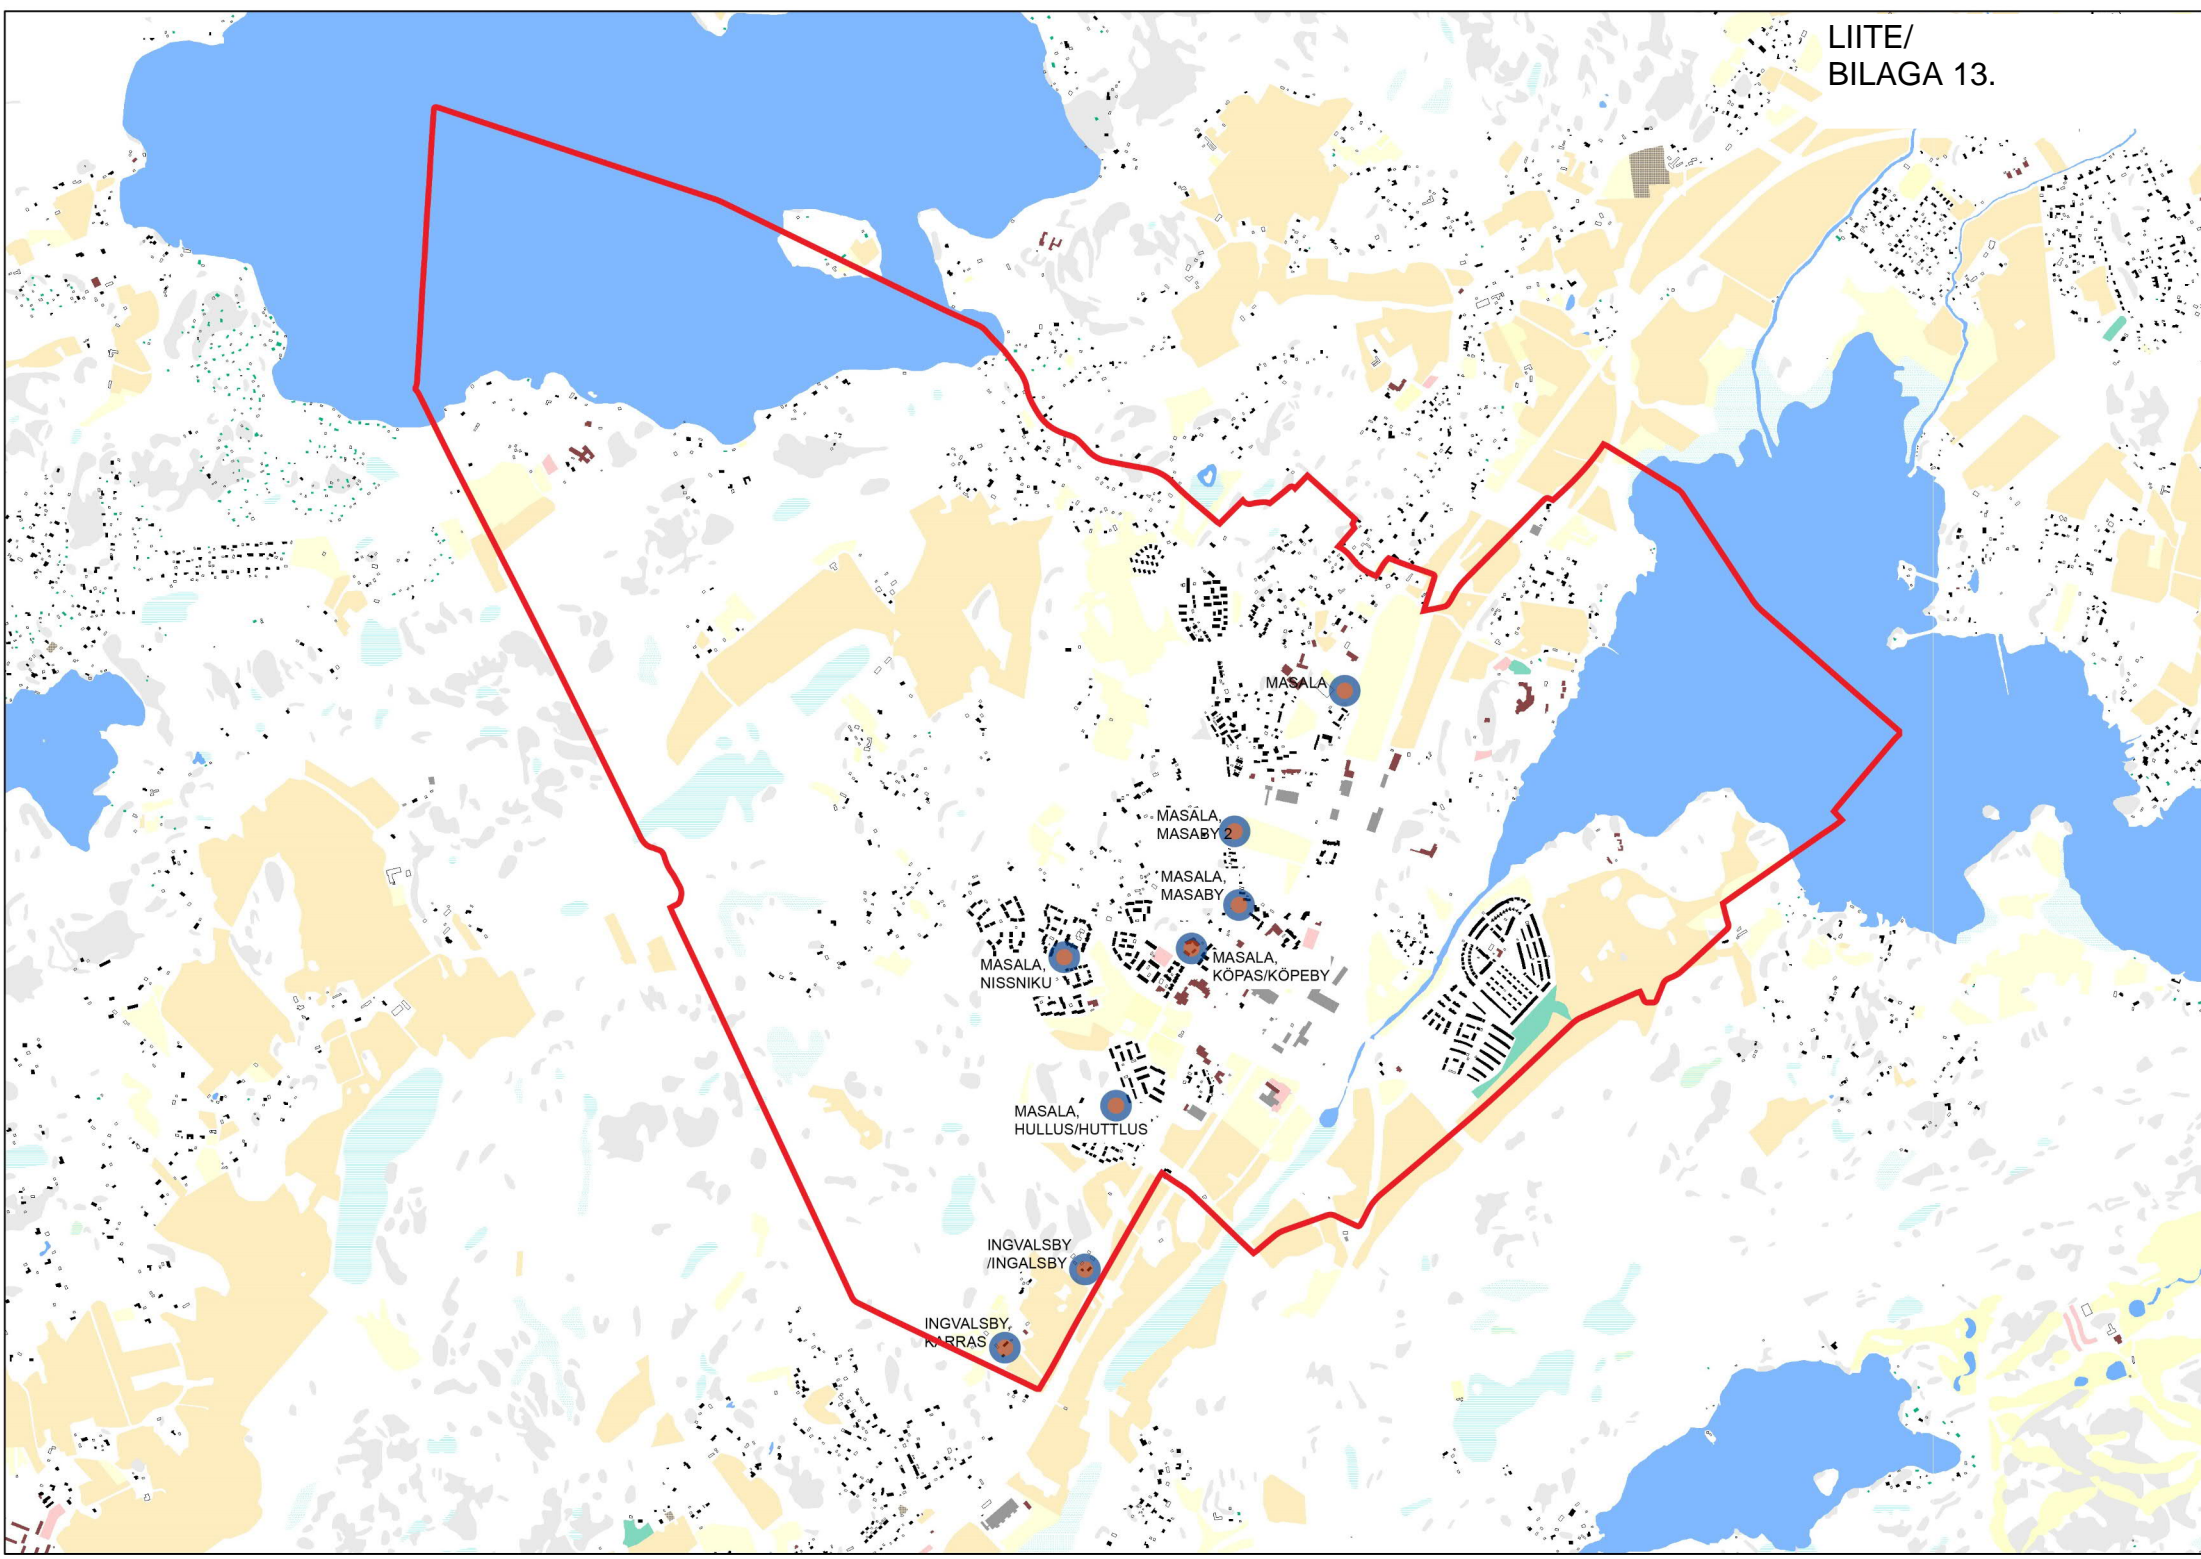 LIITE/
BILAGA 13.
MASALA
MASALA,
MASABY 2
MASALA,
MASABY
MASALA,
KÖPAS/KÖPEBY
MASALA,
NISSNIKU
MASALA,
HULLUS/HUTTLUS
INGVALSBY
/INGALSBY
INGVALSBY,
KARRAS